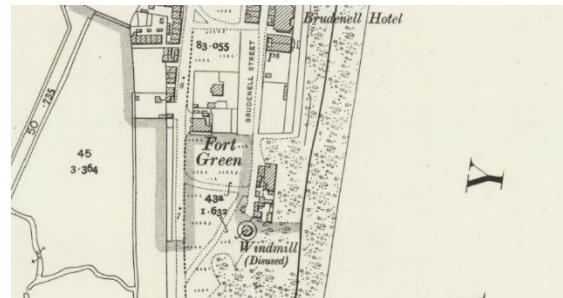 Brudenell Hotel
83·055
BRUDENELL STREET
50
·735
45
3·364
Fort
Green
43ª
1·632
Windmill
(Disused)
Y